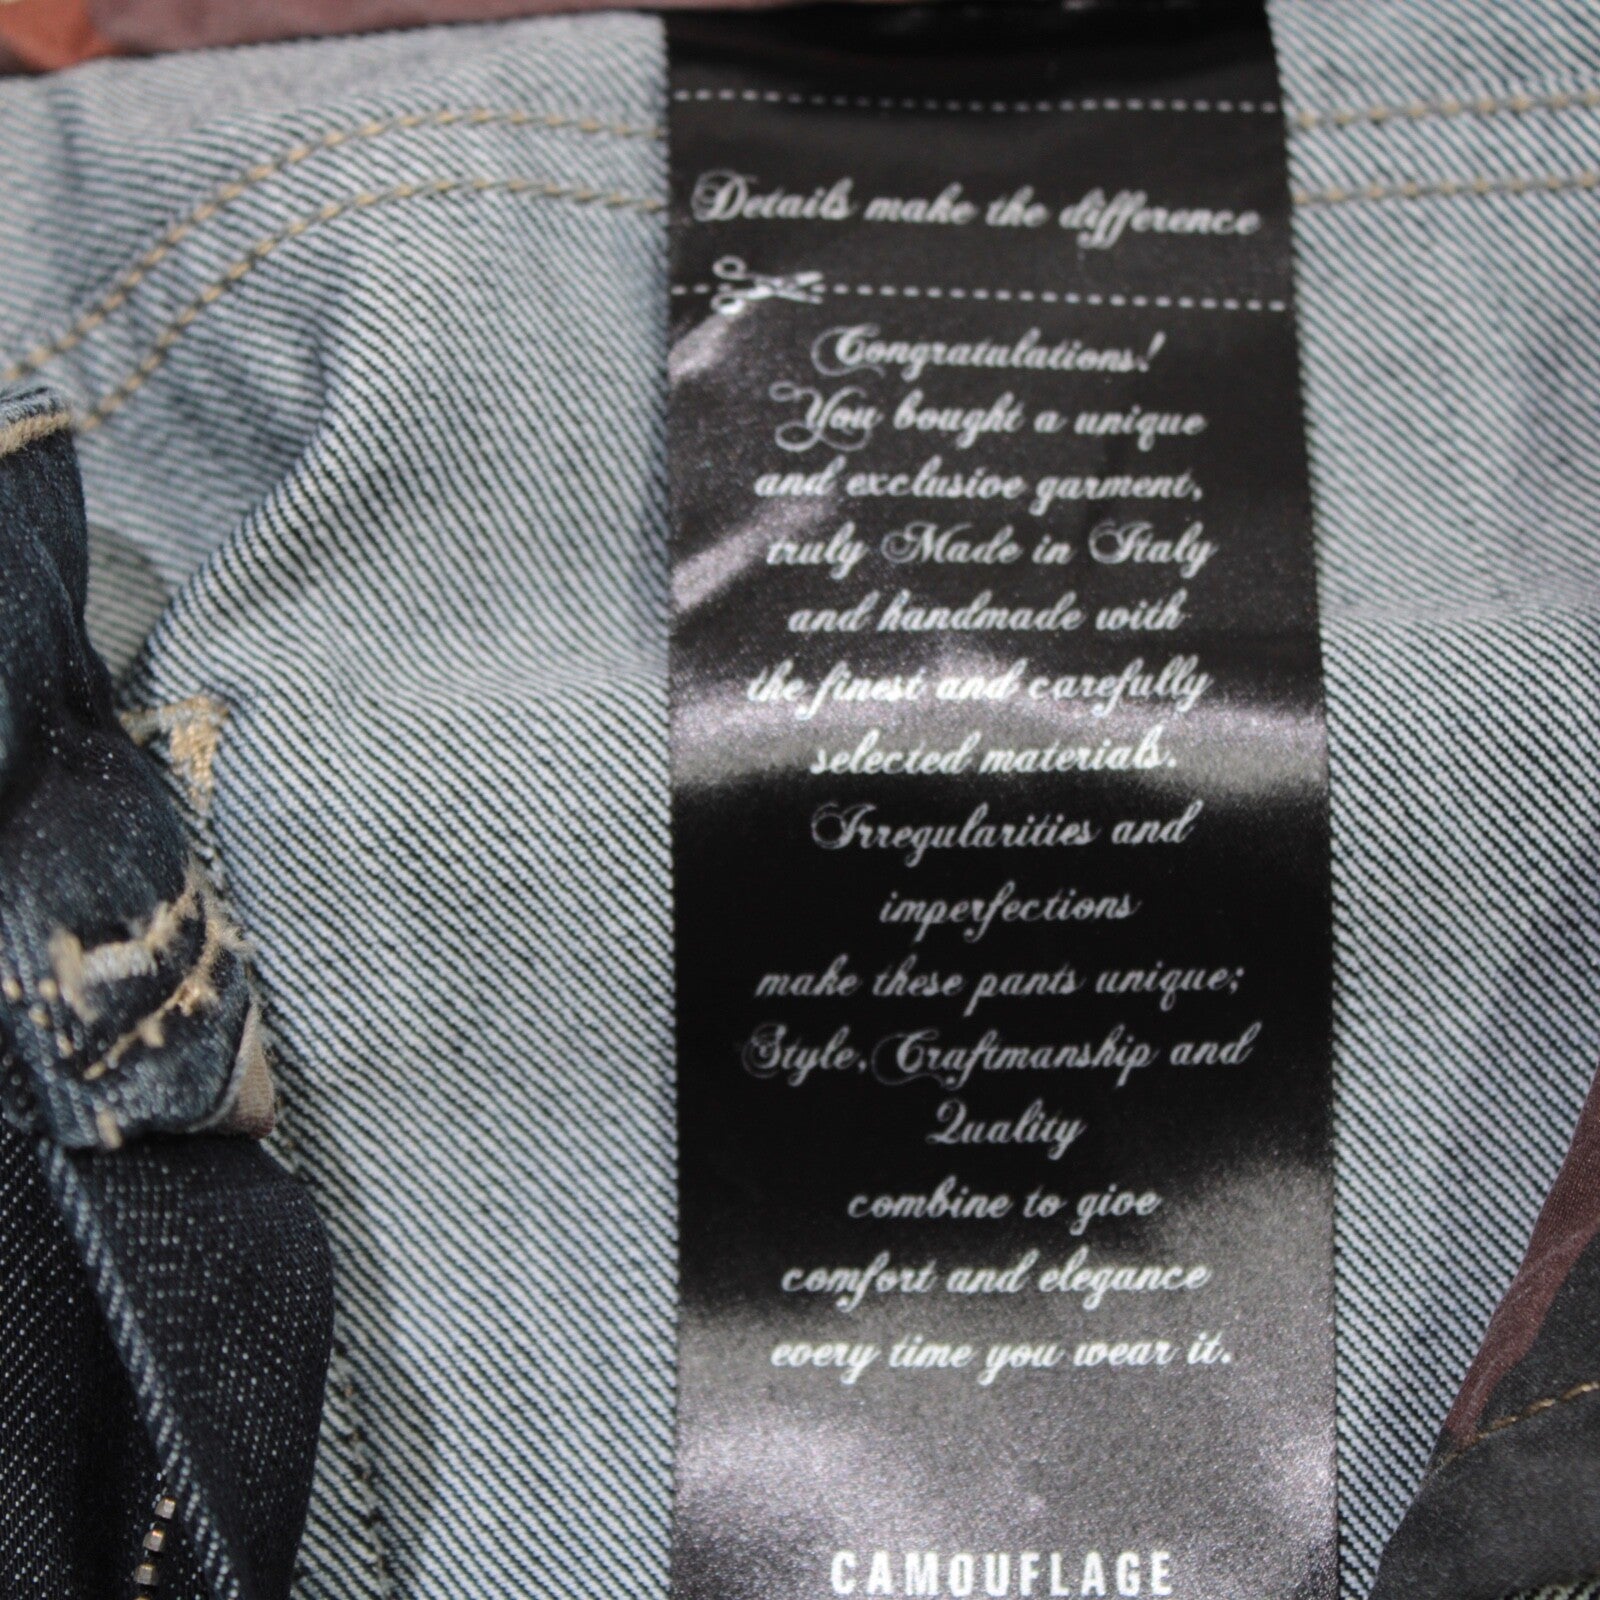 Details make the difference
Congratulations!
You bought a unique
and exclusive garment,
truly Made in Italy
and handmade with
the finest and carefully
selected materials.
Irregularities and
imperfections
make these pants unique;
Style, Craftmanship and
Quality
combine to give
comfort and elegance
every time you wear it.
CAMOUFLAGE